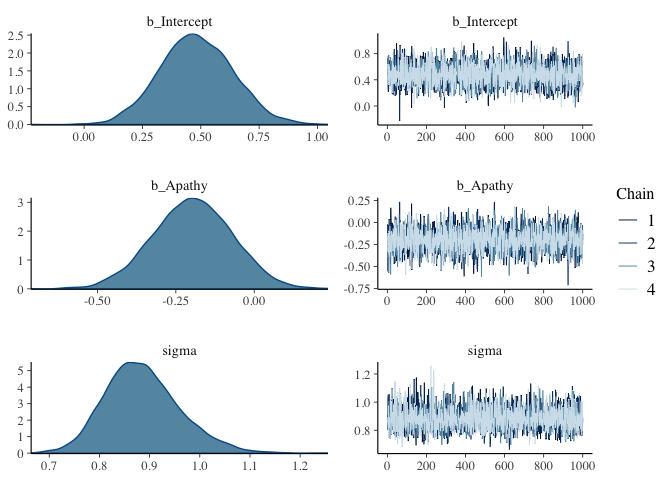 b_Intercept
2.5
2.0
1.5
1.0
0.5
0.0
0.00 0.25 0.50 0.75 1.00
b_Intercept
0.8
0.4
0.0
0 200 400 600 800 1000
b_Apathy
3
2
1
0
-0.50 -0.25 0.00
b_Apathy
0.25
0.00
-0.25
-0.50
-0.75
0 200 400 600 800 1000
sigma
5
4
3
2
1
0
0.7 0.8 0.9 1.0 1.1 1.2
sigma
1.2
1.0
0.8
0 200 400 600 800 1000
Chain
1
2
3
4